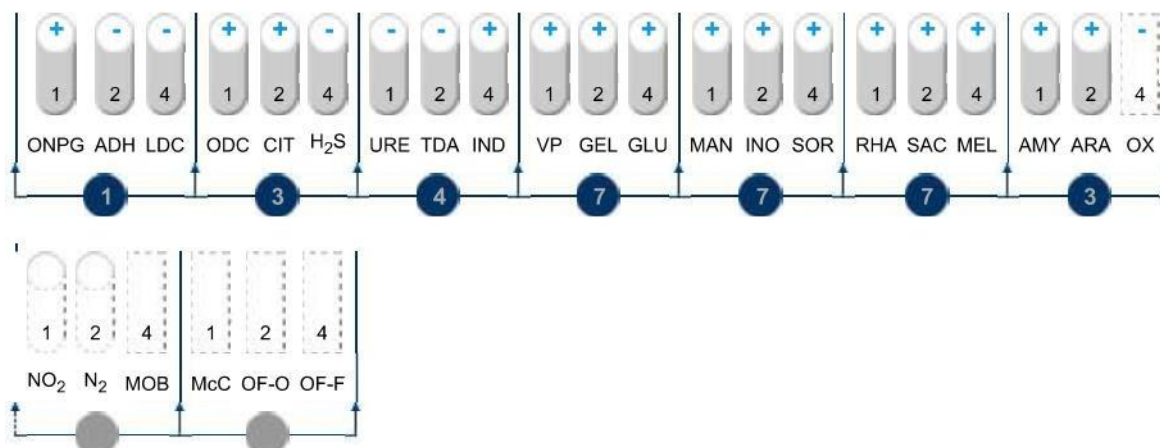 + - - + + - - - + + + + + + + + + + + + -
1 2 4 1 2 4 1 2 4 1 2 4 1 2 4 1 2 4 1 2 4
ONPG ADH LDC ODC CIT H₂S URE TDA IND VP GEL GLU MAN INO SOR RHA SAC MEL AMY ARA OX
1 3 4 7 7 7 3
1 2 4 1 2 4
NO₂ N₂ MOB McC OF-O OF-F